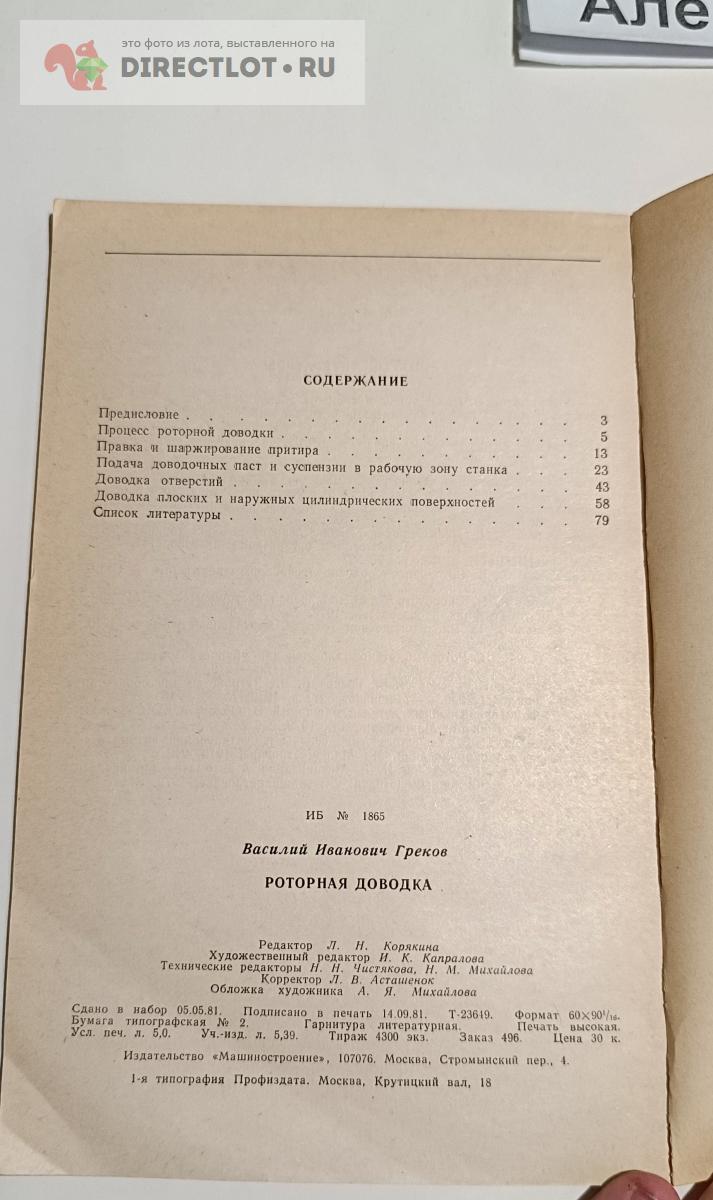 это фото из лота, выставленного на
DIRECTLOT•RU
Але
СОДЕРЖАНИЕ
Предисловие . . . . . . . . . . . . . . . . 3
Процесс роторной доводки . . . . . . . . . . . . 5
Правка и шаржирование притира . . . . . . . . . . 13
Подача доводочных паст и суспензии в рабочую зону станка . . . 23
Доводка отверстий . . . . . . . . . . . . . . 43
Доводка плоских и наружных цилиндрических поверхностей . . . 58
Список литературы . . . . . . . . . . . . . . 79
ИБ № 1865
Василий Иванович Греков
РОТОРНАЯ ДОВОДКА
Редактор Л. Н. Корякина
Художественный редактор И. К. Капралова
Технические редакторы Н. Н. Чистякова, Н. М. Михайлова
Корректор Л. В. Асташенок
Обложка художника А. Я. Михайлова
Сдано в набор 05.05.81. Подписано в печать 14.09.81. Т-23649. Формат 60×90¹/₁₆.
Бумага типографская № 2. Гарнитура литературная. Печать высокая.
Усл. печ. л. 5,0. Уч.-изд. л. 5,39. Тираж 4300 экз. Заказ 496. Цена 30 к.
Издательство «Машиностроение», 107076. Москва, Стромынский пер., 4.
1-я типография Профиздата. Москва, Крутицкий вал, 18